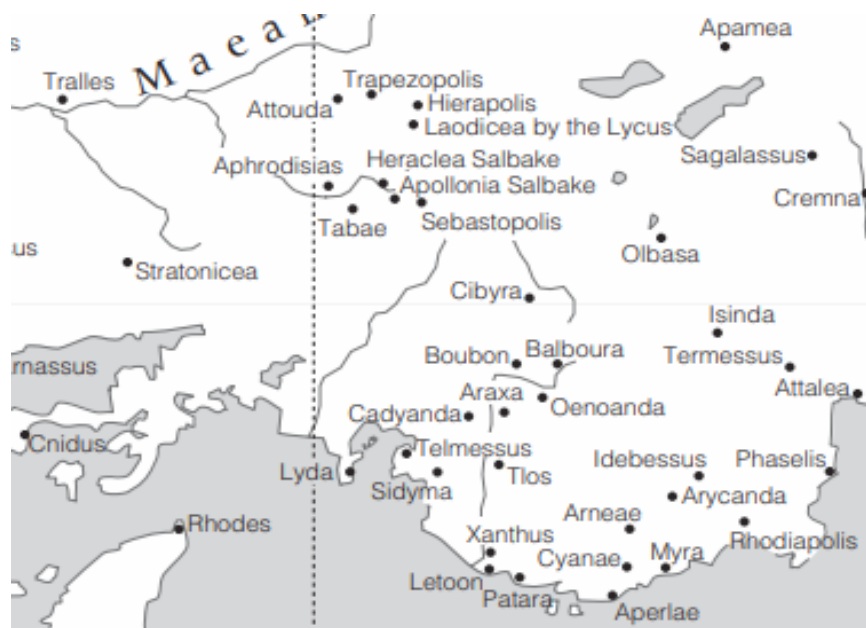 Maean
Apamea
s
Tralles
Trapezopolis
Attouda
Hierapolis
Laodicea by the Lycus
Aphrodisias
Heraclea Salbake
Sagalassus
Apollonia Salbake
Cremna
Tabae
Sebastopolis
us
Olbasa
Stratonicea
Cibyra
Isinda
Boubon
Balboura
Termessus
rnassus
Araxa
Attalea
Cadyanda
Oenoanda
Cnidus
Telmessus
Lyda
Tlos
Idebessus
Phaselis
Sidyma
Arycanda
Rhodes
Arneae
Xanthus
Rhodiapolis
Cyanae
Myra
Letoon
Patara
Aperlae